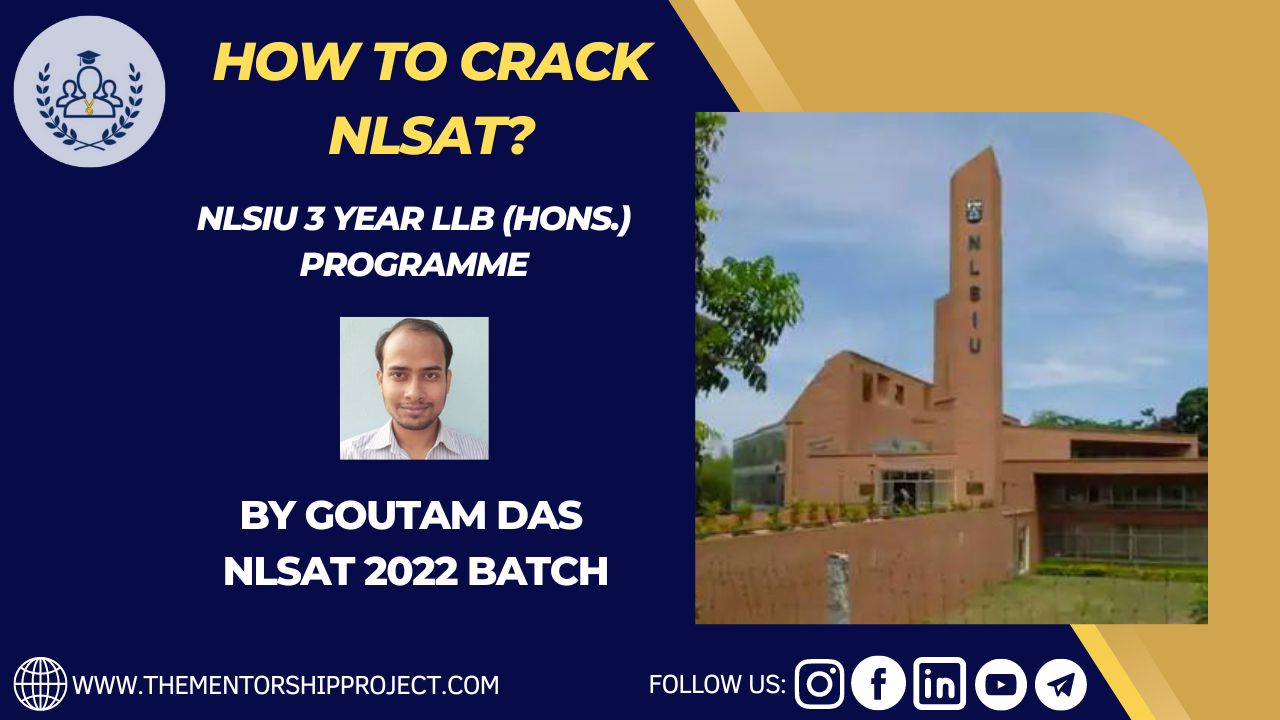 HOW TO CRACK
NLSAT?
NLSIU 3 YEAR LLB (HONS.)
PROGRAMME
BY GOUTAM DAS
NLSAT 2022 BATCH
NLSIU
WWW.THEMENTORSHIPPROJECT.COM
FOLLOW US: